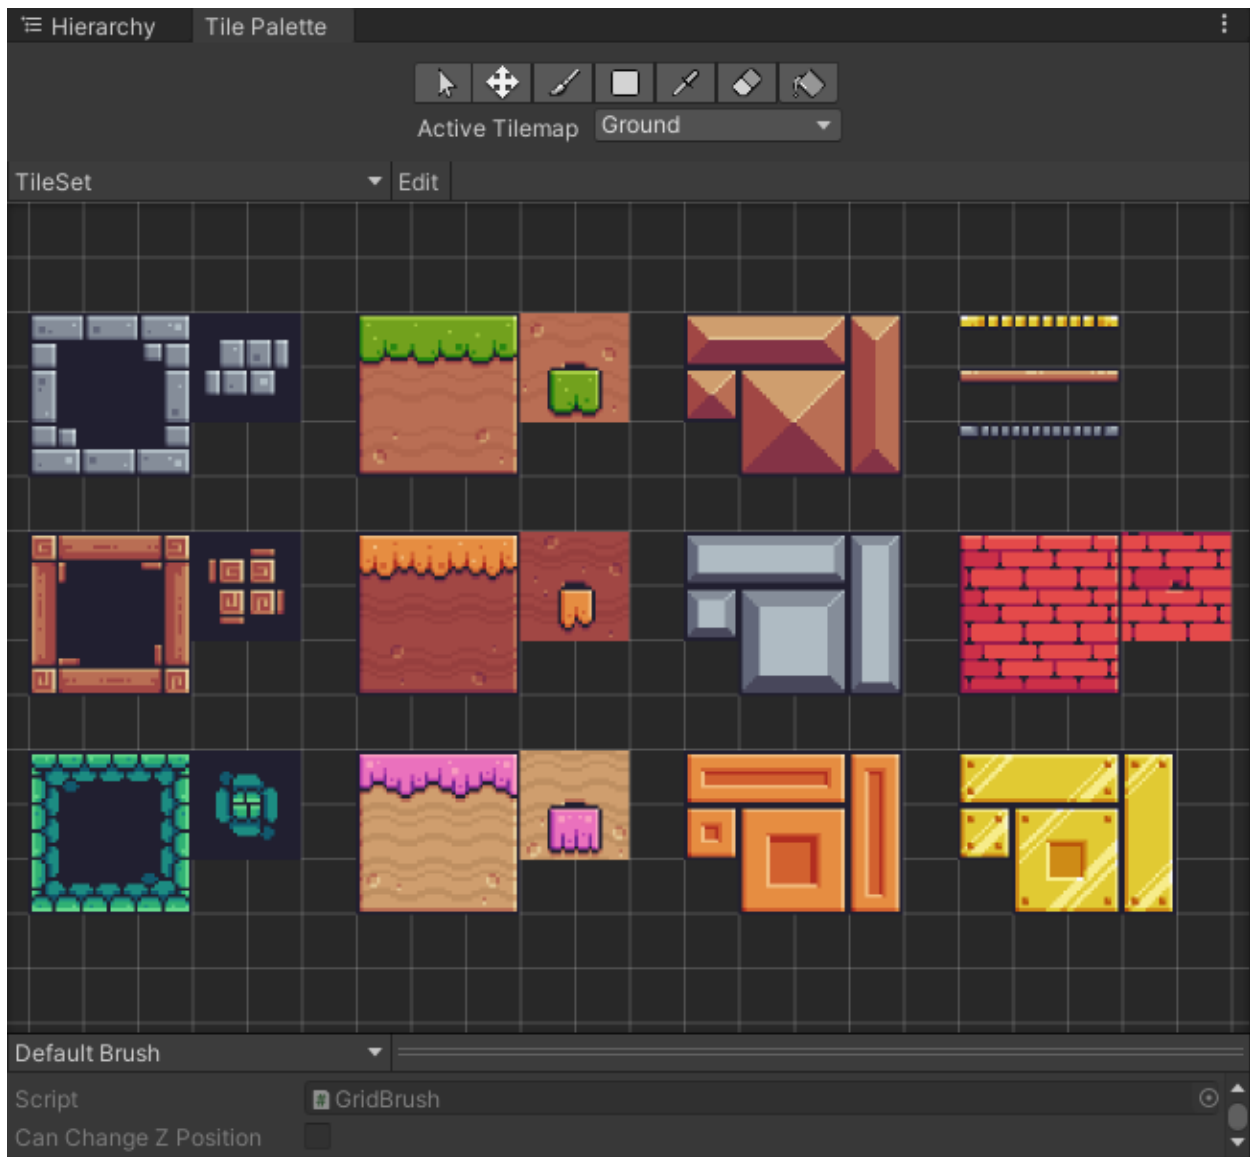 Hierarchy Tile Palette
Active Tilemap Ground
TileSet Edit
Default Brush
Script GridBrush
Can Change Z Position